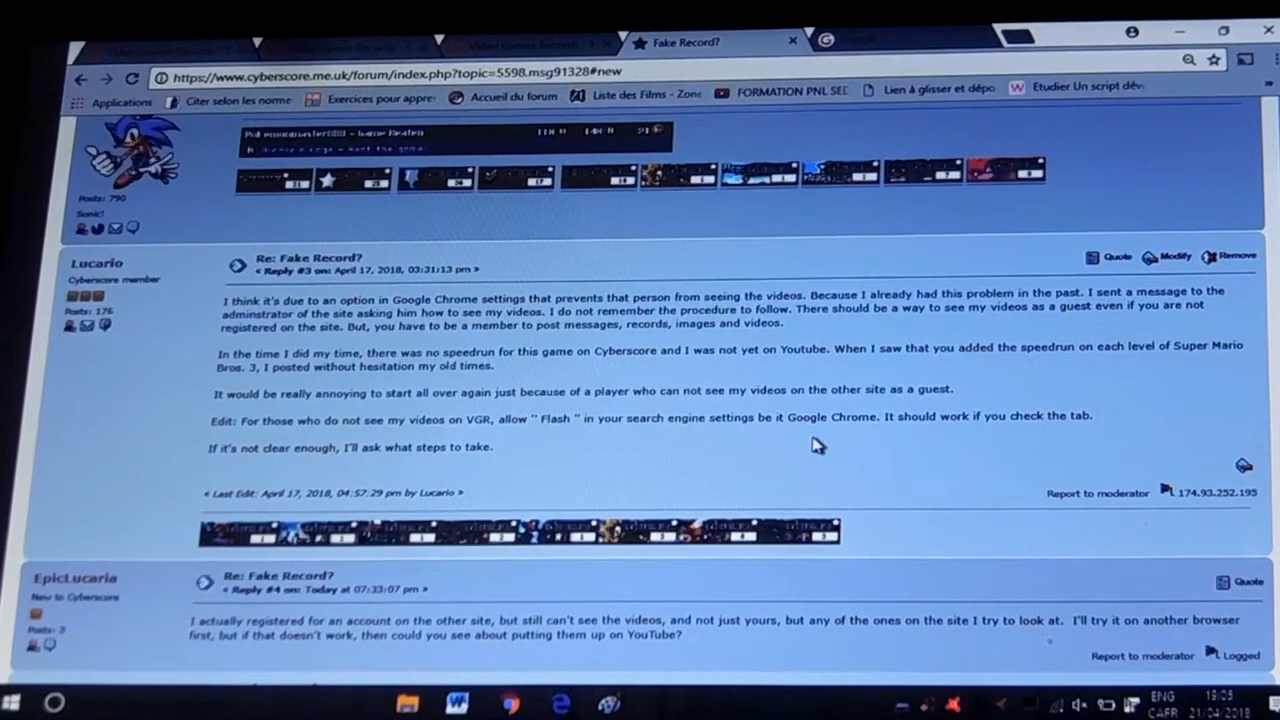 Fake Record?
https://www.cyberscore.me.uk/forum/index.php?topic=5598.msg91328#new
Applications
Citer selon les norme
Exercices pour appre
Accueil du forum
Liste des Films - Zone
FORMATION PNL SED
Lien à glisser et dépo
Etudier Un script déve
Posts: 790
Sonic!
Lucario
Cyberscore member
Posts: 176
Re: Fake Record?
« Reply #3 on: April 17, 2018, 03:31:13 pm »
Quote Modify Remove
I think it's due to an option in Google Chrome settings that prevents that person from seeing the videos. Because I already had this problem in the past. I sent a message to the
adminstrator of the site asking him how to see my videos. I do not remember the procedure to follow. There should be a way to see my videos as a guest even if you are not
registered on the site. But, you have to be a member to post messages, records, images and videos.
In the time I did my time, there was no speedrun for this game on Cyberscore and I was not yet on Youtube. When I saw that you added the speedrun on each level of Super Mario
Bros. 3, I posted without hesitation my old times.
It would be really annoying to start all over again just because of a player who can not see my videos on the other site as a guest.
Edit: For those who do not see my videos on VGR, allow " Flash " in your search engine settings be it Google Chrome. It should work if you check the tab.
If it's not clear enough, I'll ask what steps to take.
« Last Edit: April 17, 2018, 04:57:29 pm by Lucario »
Report to moderator 174.93.252.195
EpicLucaria
New to Cyberscore
Posts: 3
Re: Fake Record?
« Reply #4 on: Today at 07:33:07 pm »
Quote
I actually registered for an account on the other site, but still can't see the videos, and not just yours, but any of the ones on the site I try to look at. I'll try it on another browser
first, but if that doesn't work, then could you see about putting them up on YouTube?
Report to moderator Logged
ENG
CAFR
19:05
21/04/2018